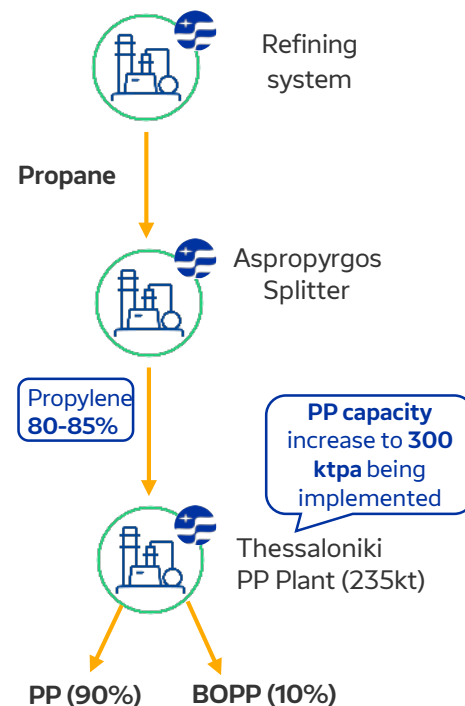 Refining
system
Propane
Aspropyrgos
Splitter
Propylene
80-85%
PP capacity
increase to 300
ktpa being
implemented
Thessaloniki
PP Plant (235kt)
PP (90%)
BOPP (10%)